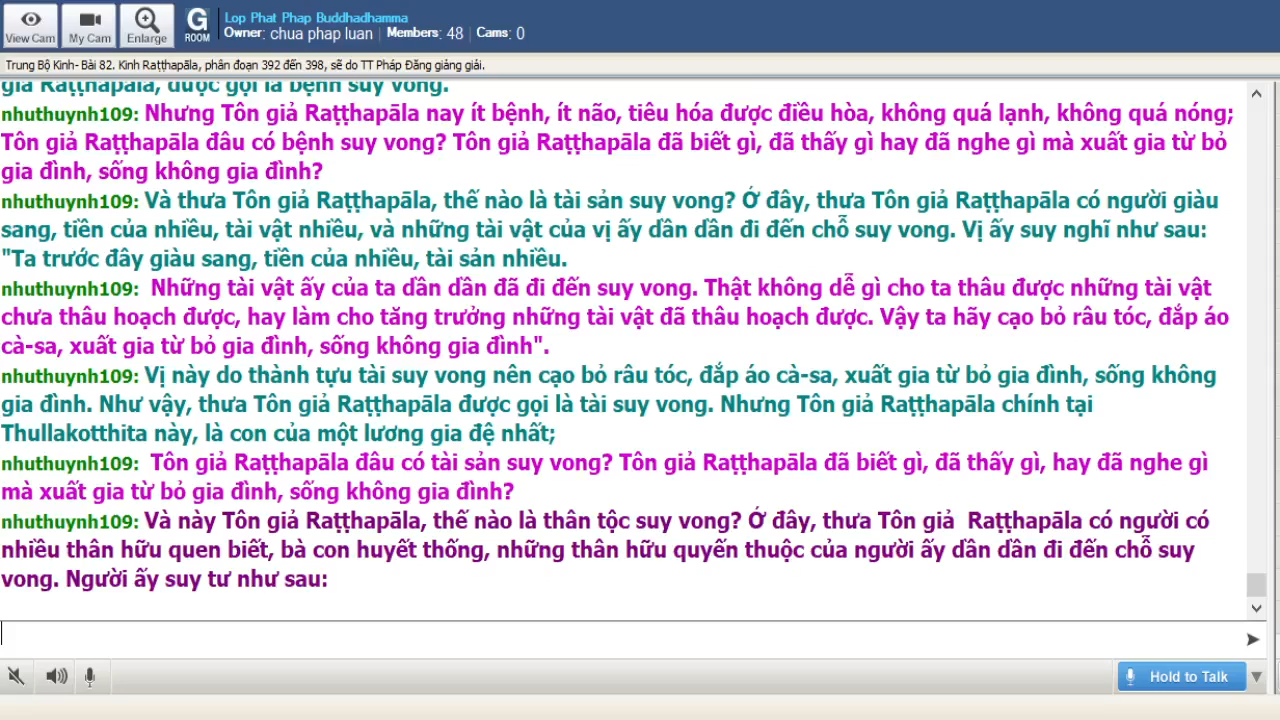 View Cam
My Cam
Enlarge
G
ROOM
Lop Phat Phap Buddhadhamma
Owner: chua phap luan | Members: 48 | Cams: 0
Trung Bộ Kinh- Bài 82. Kinh Raṭṭhapāla, phân đoạn 392 đến 398, sẽ do TT Pháp Đăng giảng giải.
giả Raṭṭhapāla, được gọi là bệnh suy vong.
nhuthuynh109: Nhưng Tôn giả Raṭṭhapāla nay ít bệnh, ít não, tiêu hóa được điều hòa, không quá lạnh, không quá nóng;
Tôn giả Raṭṭhapāla đâu có bệnh suy vong? Tôn giả Raṭṭhapāla đã biết gì, đã thấy gì hay đã nghe gì mà xuất gia từ bỏ
gia đình, sống không gia đình?
nhuthuynh109: Và thưa Tôn giả Raṭṭhapāla, thế nào là tài sản suy vong? Ở đây, thưa Tôn giả Raṭṭhapāla có người giàu
sang, tiền của nhiều, tài vật nhiều, và những tài vật của vị ấy dần dần đi đến chỗ suy vong. Vị ấy suy nghĩ như sau:
"Ta trước đây giàu sang, tiền của nhiều, tài sản nhiều.
nhuthuynh109: Những tài vật ấy của ta dần dần đã đi đến suy vong. Thật không dễ gì cho ta thâu được những tài vật
chưa thâu hoạch được, hay làm cho tăng trưởng những tài vật đã thâu hoạch được. Vậy ta hãy cạo bỏ râu tóc, đắp áo
cà-sa, xuất gia từ bỏ gia đình, sống không gia đình".
nhuthuynh109: Vị này do thành tựu tài suy vong nên cạo bỏ râu tóc, đắp áo cà-sa, xuất gia từ bỏ gia đình, sống không
gia đình. Như vậy, thưa Tôn giả Raṭṭhapāla được gọi là tài suy vong. Nhưng Tôn giả Raṭṭhapāla chính tại
Thullakotthita này, là con của một lương gia đệ nhất;
nhuthuynh109: Tôn giả Raṭṭhapāla đâu có tài sản suy vong? Tôn giả Raṭṭhapāla đã biết gì, đã thấy gì, hay đã nghe gì
mà xuất gia từ bỏ gia đình, sống không gia đình?
nhuthuynh109: Và này Tôn giả Raṭṭhapāla, thế nào là thân tộc suy vong? Ở đây, thưa Tôn giả Raṭṭhapāla có người có
nhiều thân hữu quen biết, bà con huyết thống, những thân hữu quyến thuộc của người ấy dần dần đi đến chỗ suy
vong. Người ấy suy tư như sau:
Hold to Talk